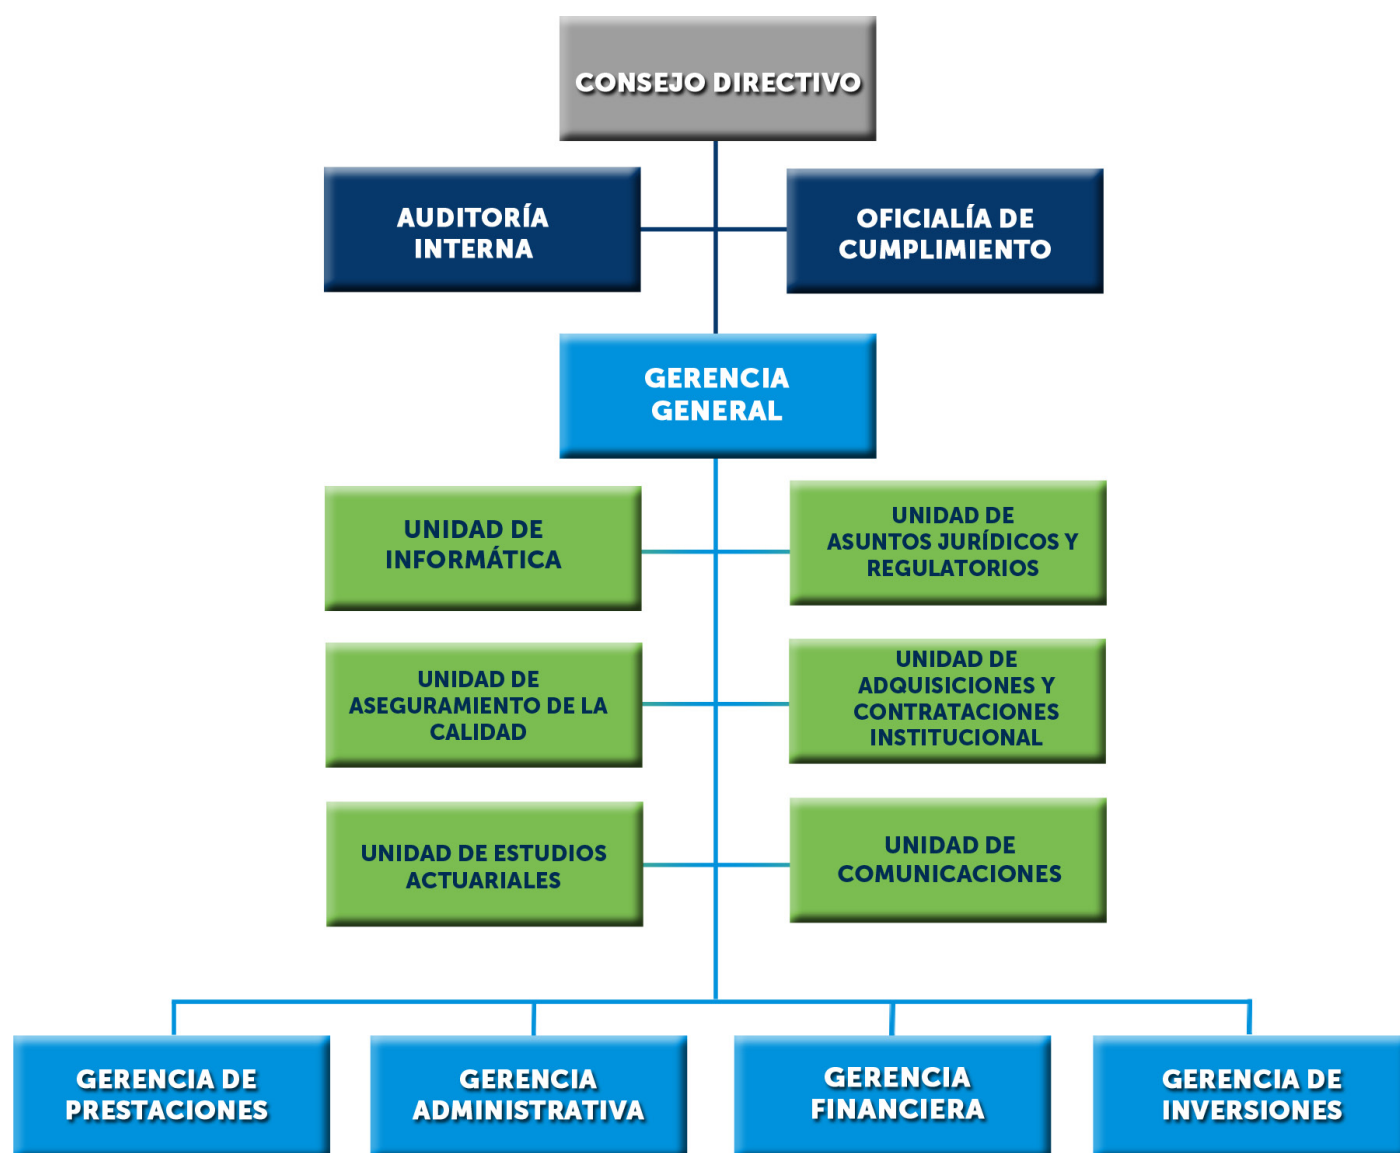 CONSEJO DIRECTIVO
AUDITORÍA
INTERNA
OFICIALÍA DE
CUMPLIMIENTO
GERENCIA
GENERAL
UNIDAD DE
INFORMÁTICA
UNIDAD DE
ASUNTOS JURÍDICOS Y
REGULATORIOS
UNIDAD DE
ASEGURAMIENTO DE LA
CALIDAD
UNIDAD DE
ADQUISICIONES Y
CONTRATACIONES
INSTITUCIONAL
UNIDAD DE ESTUDIOS
ACTUARIALES
UNIDAD DE
COMUNICACIONES
GERENCIA DE
PRESTACIONES
GERENCIA
ADMINISTRATIVA
GERENCIA
FINANCIERA
GERENCIA DE
INVERSIONES